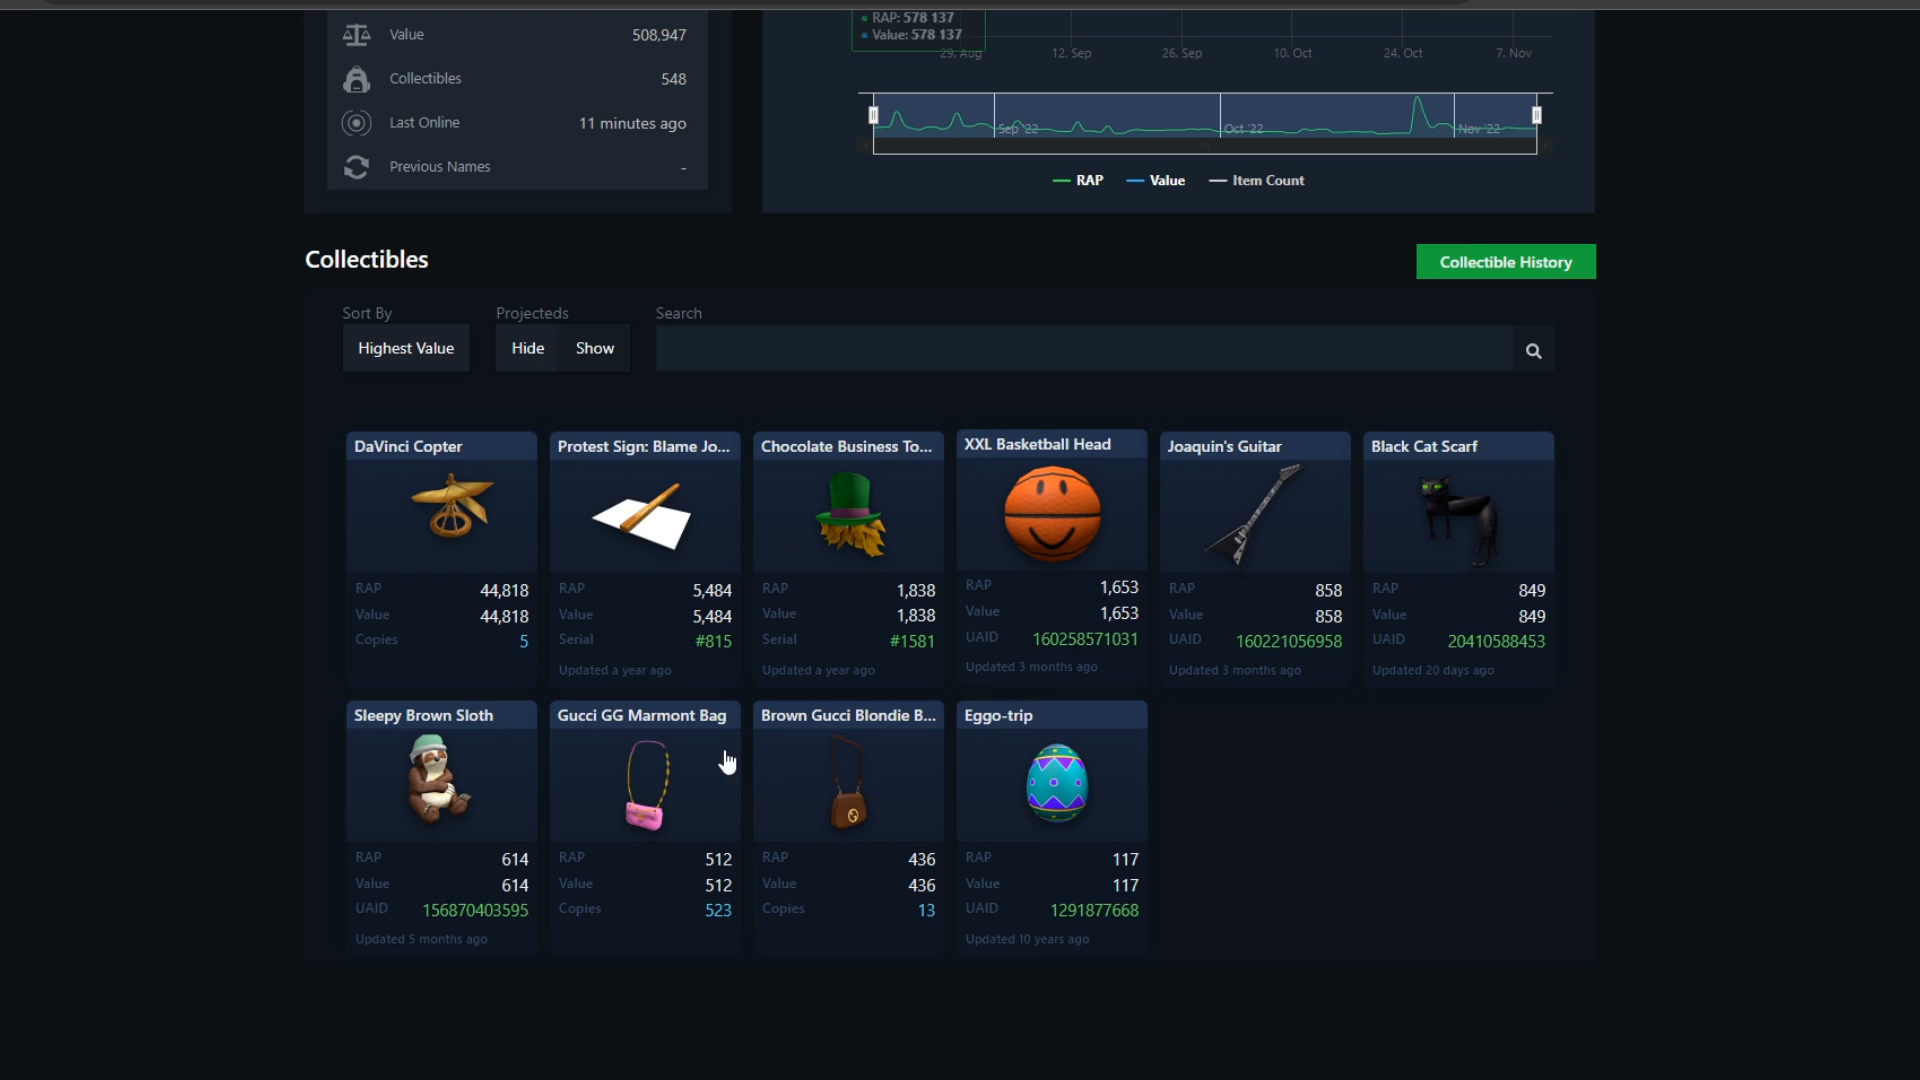 Value 508,947
Collectibles 548
Last Online 11 minutes ago
Previous Names -
RAP: 578 137
Value: 578 137
29. Aug 12. Sep 26. Sep 10. Oct 24. Oct 7. Nov
Sep '22 Oct '22 Nov '22
RAP Value Item Count
Collectibles
Collectible History
Sort By Projecteds Search
Highest Value Hide Show
DaVinci Copter
RAP 44,818
Value 44,818
Copies 5
Protest Sign: Blame Jo...
RAP 5,484
Value 5,484
Serial #815
Updated a year ago
Chocolate Business To...
RAP 1,838
Value 1,838
Serial #1581
Updated a year ago
XXL Basketball Head
RAP 1,653
Value 1,653
UAID 160258571031
Updated 3 months ago
Joaquin's Guitar
RAP 858
Value 858
UAID 160221056958
Updated 3 months ago
Black Cat Scarf
RAP 849
Value 849
UAID 20410588453
Updated 20 days ago
Sleepy Brown Sloth
RAP 614
Value 614
UAID 156870403595
Updated 5 months ago
Gucci GG Marmont Bag
RAP 512
Value 512
Copies 523
Brown Gucci Blondie B...
RAP 436
Value 436
Copies 13
Eggo-trip
RAP 117
Value 117
UAID 1291877668
Updated 10 years ago